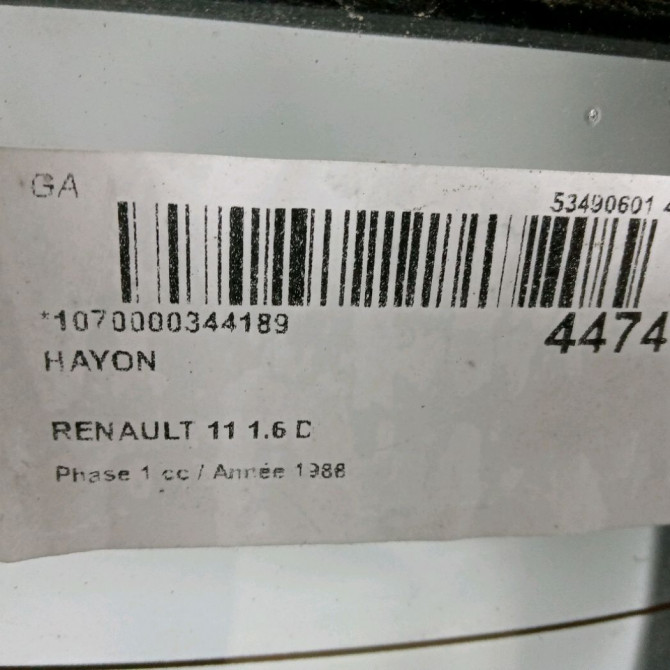 GA
53490601 4
*1070000344189
4474
HAYON
RENAULT 11 1.6 D
Phase 1 cc / Année 1988